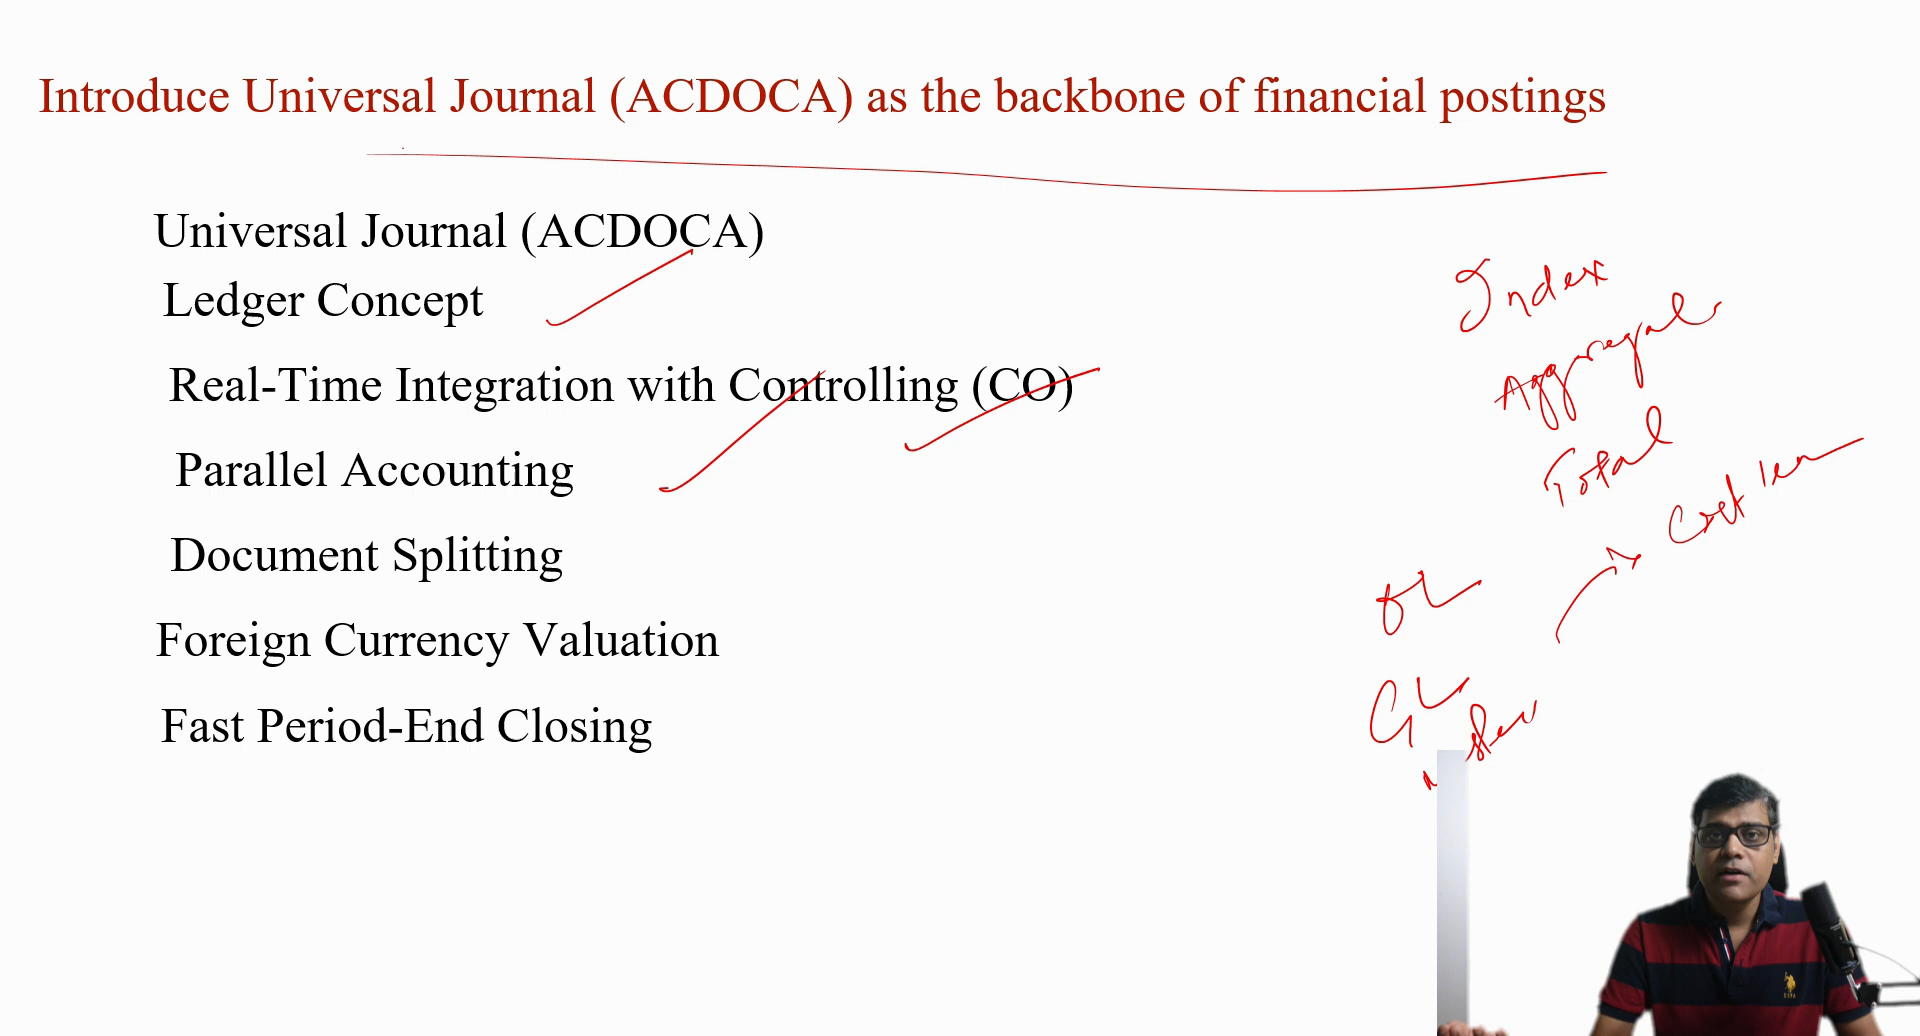 Introduce Universal Journal (ACDOCA) as the backbone of financial postings
Universal Journal (ACDOCA)
Ledger Concept
Real-Time Integration with Controlling (CO)
Parallel Accounting
Document Splitting
Foreign Currency Valuation
Fast Period-End Closing
Index
Total
GL